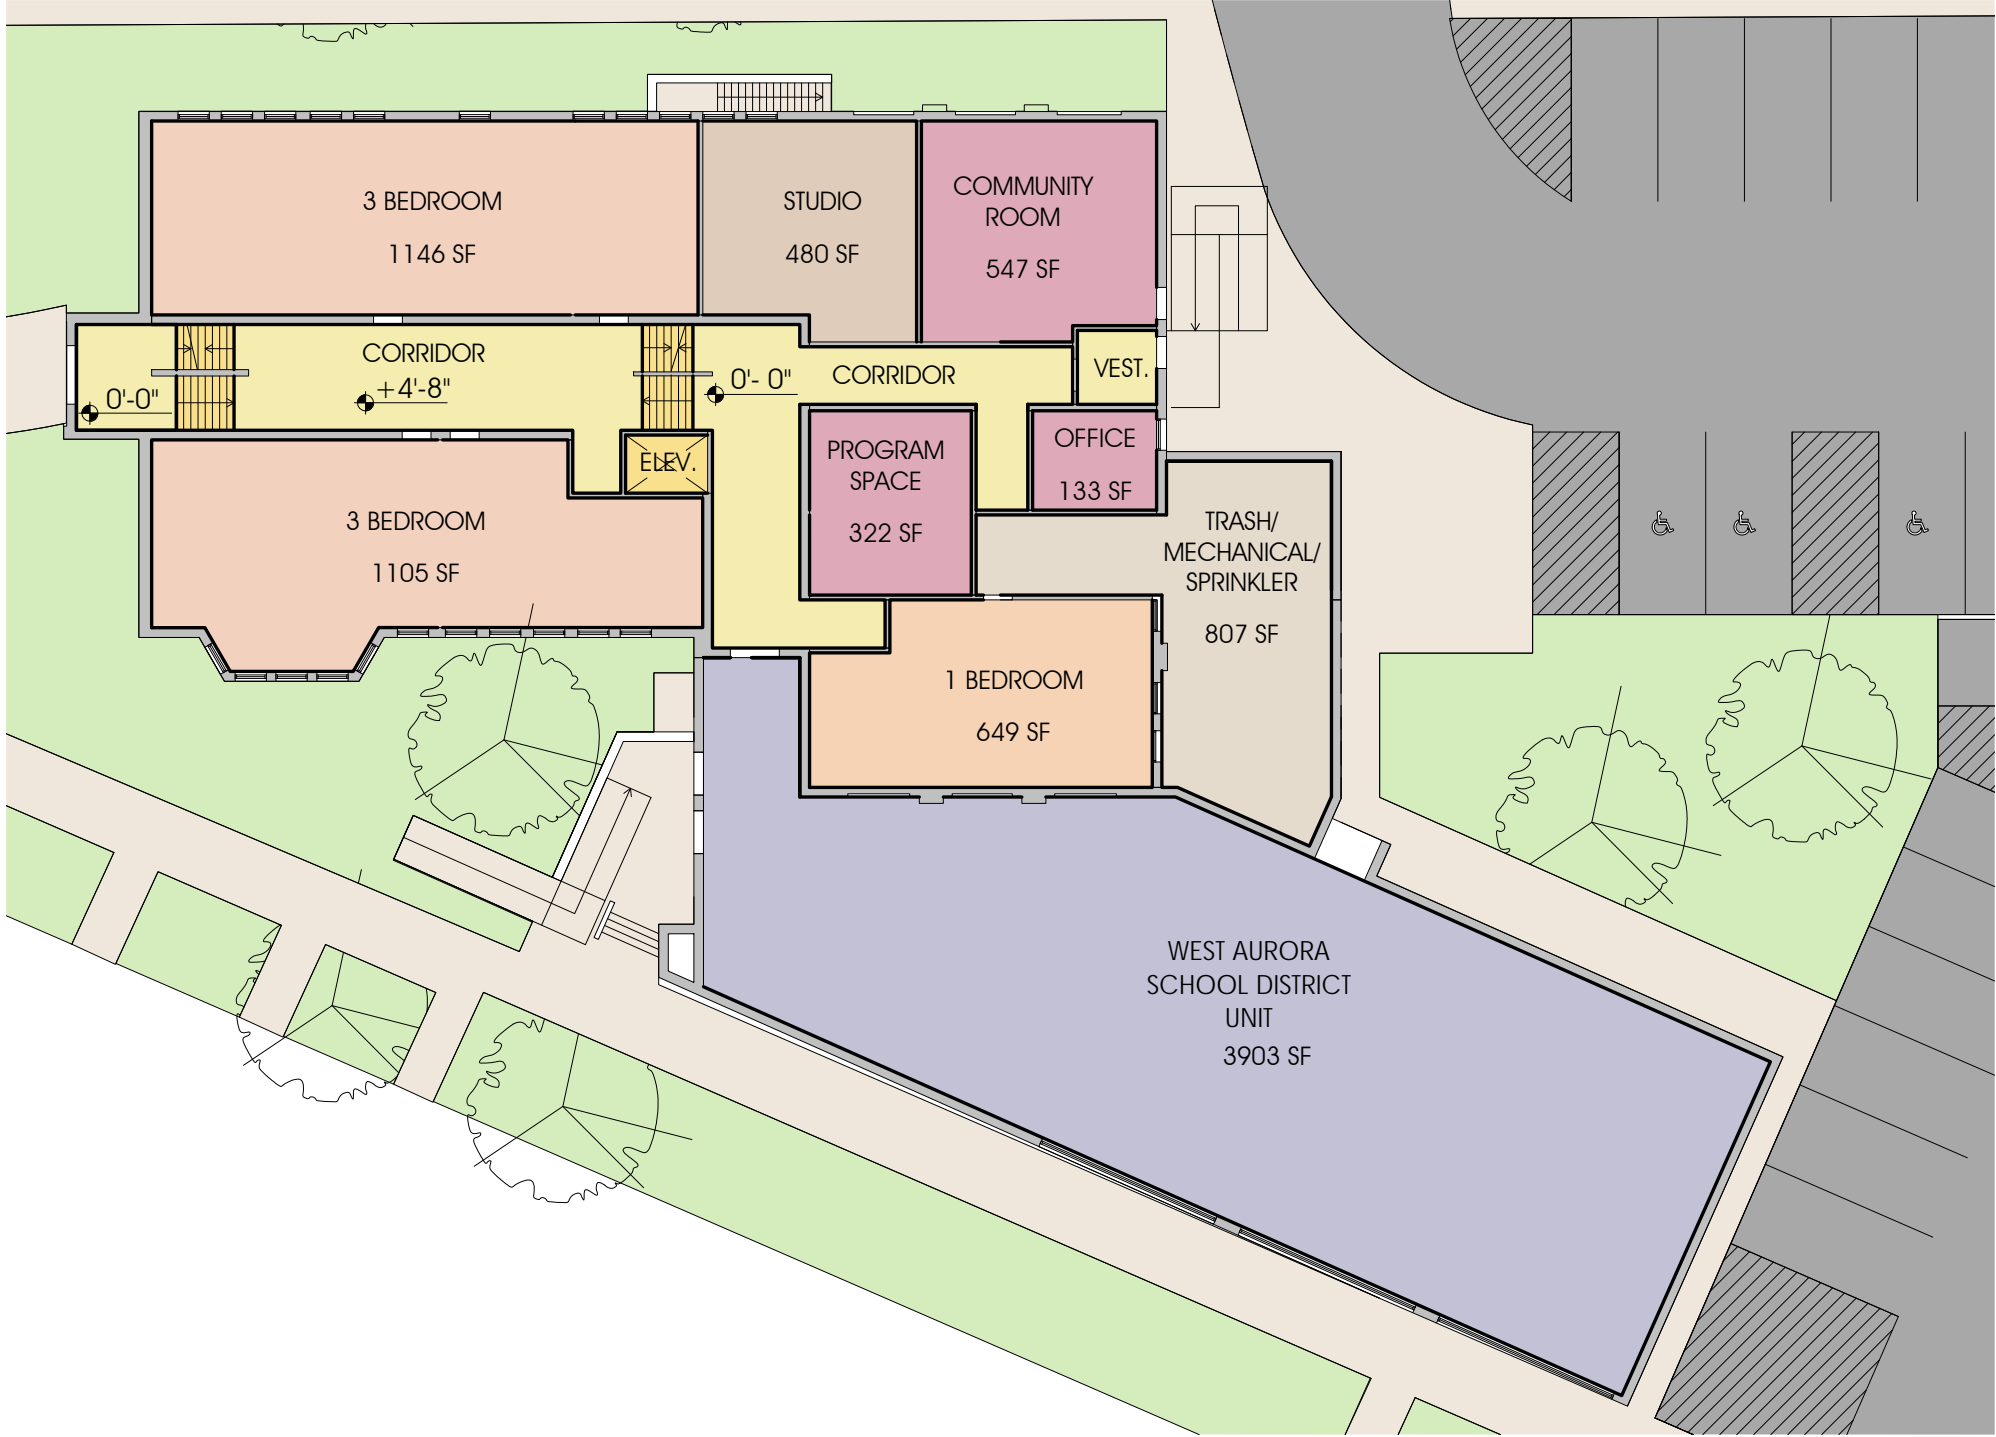 3 BEDROOM
1146 SF
STUDIO
480 SF
COMMUNITY
ROOM
547 SF
CORRIDOR
+4'-8"
0'-0"
0'- 0"
CORRIDOR
VEST.
ELEV.
PROGRAM
SPACE
322 SF
OFFICE
133 SF
3 BEDROOM
1105 SF
TRASH/
MECHANICAL/
SPRINKLER
807 SF
1 BEDROOM
649 SF
WEST AURORA
SCHOOL DISTRICT
UNIT
3903 SF